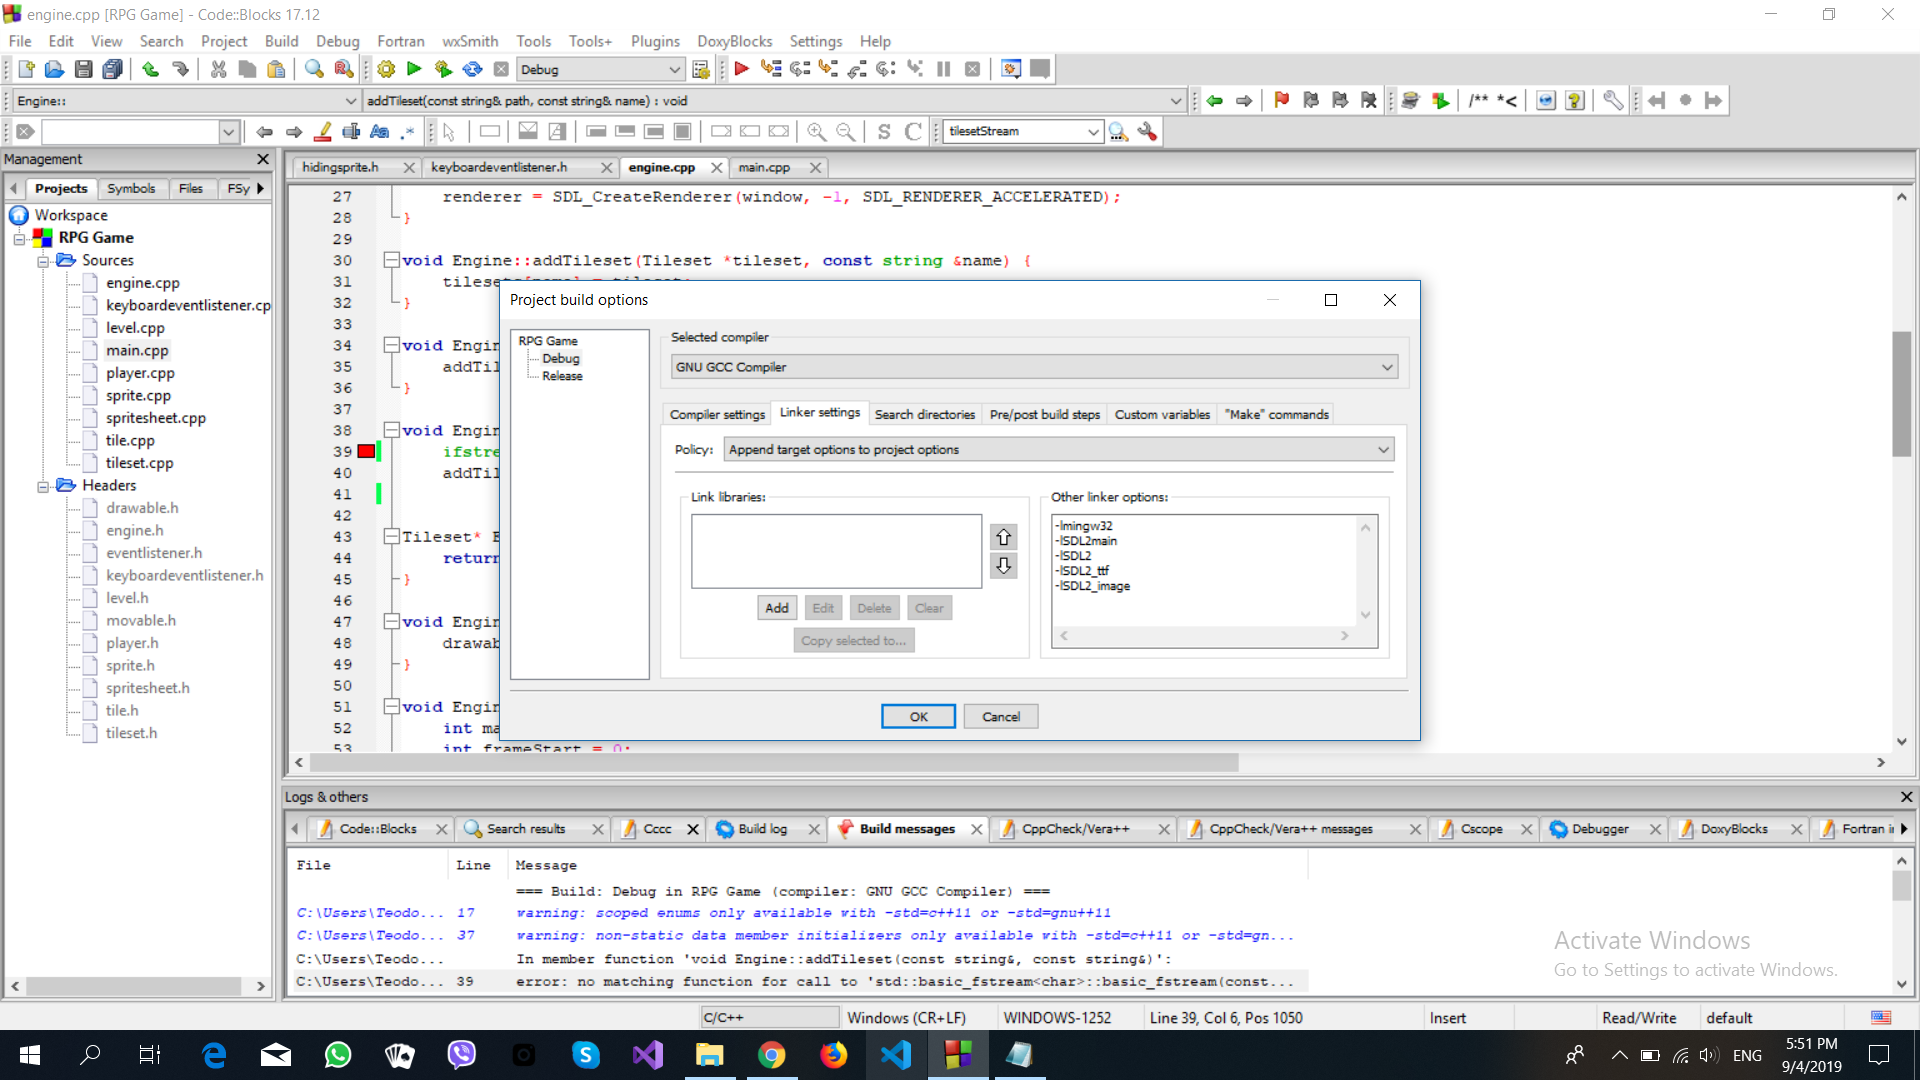 engine.cpp [RPG Game] - Code::Blocks 17.12
File Edit View Search Project Build Debug Fortran wxSmith Tools Tools+ Plugins DoxyBlocks Settings Help
Debug
Engine:: addTileset(const string& path, const string& name) : void /** *<
tilesetStream
Management
Projects Symbols Files FSy
Workspace
RPG Game
Sources
engine.cpp
keyboardeventlistener.cp
level.cpp
main.cpp
player.cpp
sprite.cpp
spritesheet.cpp
tile.cpp
tileset.cpp
Headers
drawable.h
engine.h
eventlistener.h
keyboardeventlistener.h
level.h
movable.h
player.h
sprite.h
spritesheet.h
tile.h
tileset.h
hidingsprite.h keyboardeventlistener.h engine.cpp main.cpp
27 renderer = SDL_CreateRenderer(window, -1, SDL_RENDERER_ACCELERATED);
28 }
29
30 void Engine::addTileset(Tileset *tileset, const string &name) {
31
32 }
33
34 void Engin
35 addTil
36 }
37
38 void Engin
39 ifstre
40 addTil
41
42
43 Tileset* E
44 return
45 }
46
47 void Engin
48 drawab
49 }
50
51 void Engin
52 int ma
53 int frameStart = 0;
Project build options
RPG Game
Debug
Release
Selected compiler
GNU GCC Compiler
Compiler settings Linker settings Search directories Pre/post build steps Custom variables "Make" commands
Policy: Append target options to project options
Link libraries:
Add Edit Delete Clear
Copy selected to...
Other linker options:
-lmingw32
-lSDL2main
-lSDL2
-lSDL2_ttf
-lSDL2_image
OK Cancel
Logs & others
Code::Blocks Search results Cccc Build log Build messages CppCheck/Vera++ CppCheck/Vera++ messages Cscope Debugger DoxyBlocks Fortran i
File Line Message
=== Build: Debug in RPG Game (compiler: GNU GCC Compiler) ===
C:\Users\Teodo... 17 warning: scoped enums only available with -std=c++11 or -std=gnu++11
C:\Users\Teodo... 37 warning: non-static data member initializers only available with -std=c++11 or -std=gn...
C:\Users\Teodo... In member function 'void Engine::addTileset(const string&, const string&)':
C:\Users\Teodo... 39 error: no matching function for call to 'std::basic_fstream<char>::basic_fstream(const...
Activate Windows
Go to Settings to activate Windows.
C/C++ Windows (CR+LF) WINDOWS-1252 Line 39, Col 6, Pos 1050 Insert Read/Write default
ENG
5:51 PM
9/4/2019